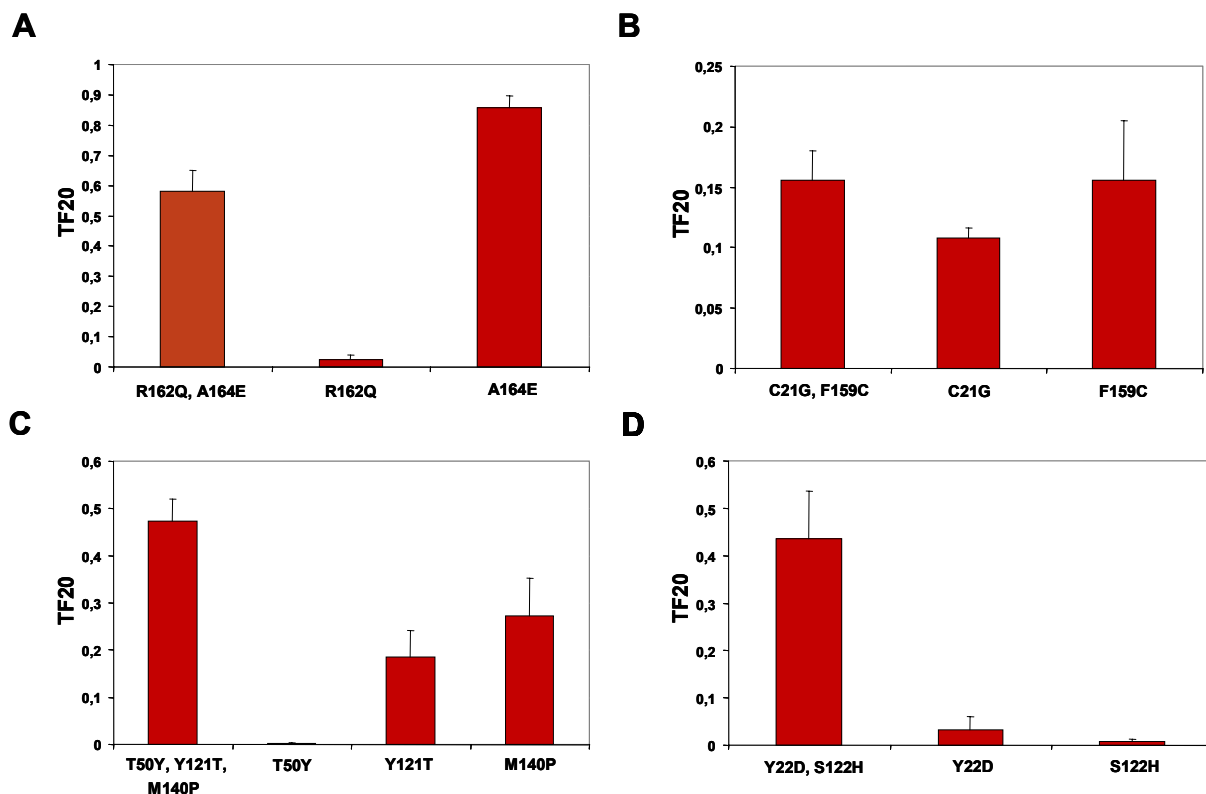 A
TF20
1
0,9
0,8
0,7
0,6
0,5
0,4
0,3
0,2
0,1
0
R162Q, A164E
R162Q
A164E
B
TF20
0,25
0,2
0,15
0,1
0,05
0
C21G, F159C
C21G
F159C
C
TF20
0,6
0,5
0,4
0,3
0,2
0,1
0
T50Y, Y121T,
M140P
T50Y
Y121T
M140P
D
TF20
0,6
0,5
0,4
0,3
0,2
0,1
0
Y22D, S122H
Y22D
S122H